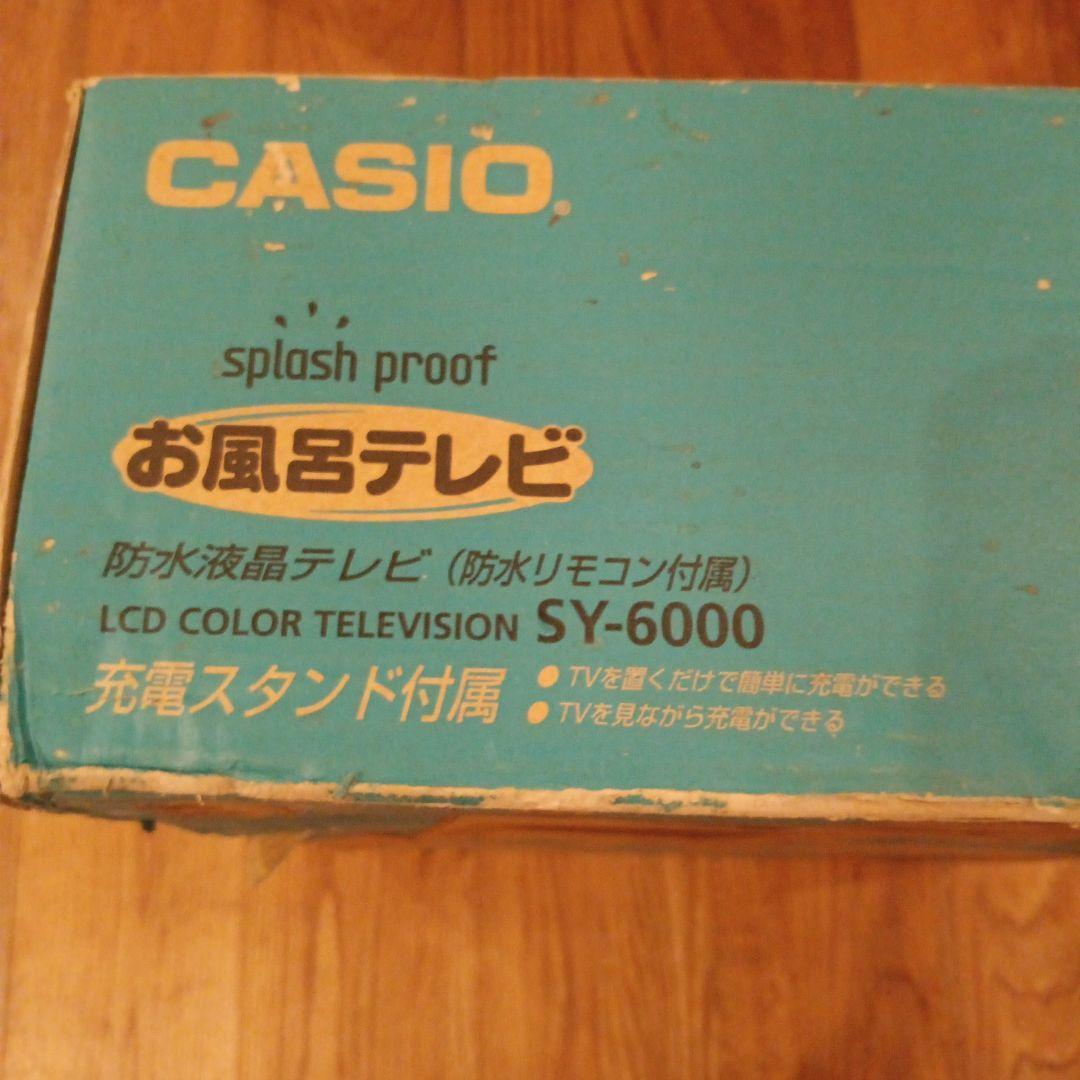 CASIO
splash proof
お風呂テレビ
防水液晶テレビ（防水リモコン付属）
LCD COLOR TELEVISION SY-6000
充電スタンド付属
● TVを置くだけで簡単に充電ができる
● TVを見ながら充電ができる